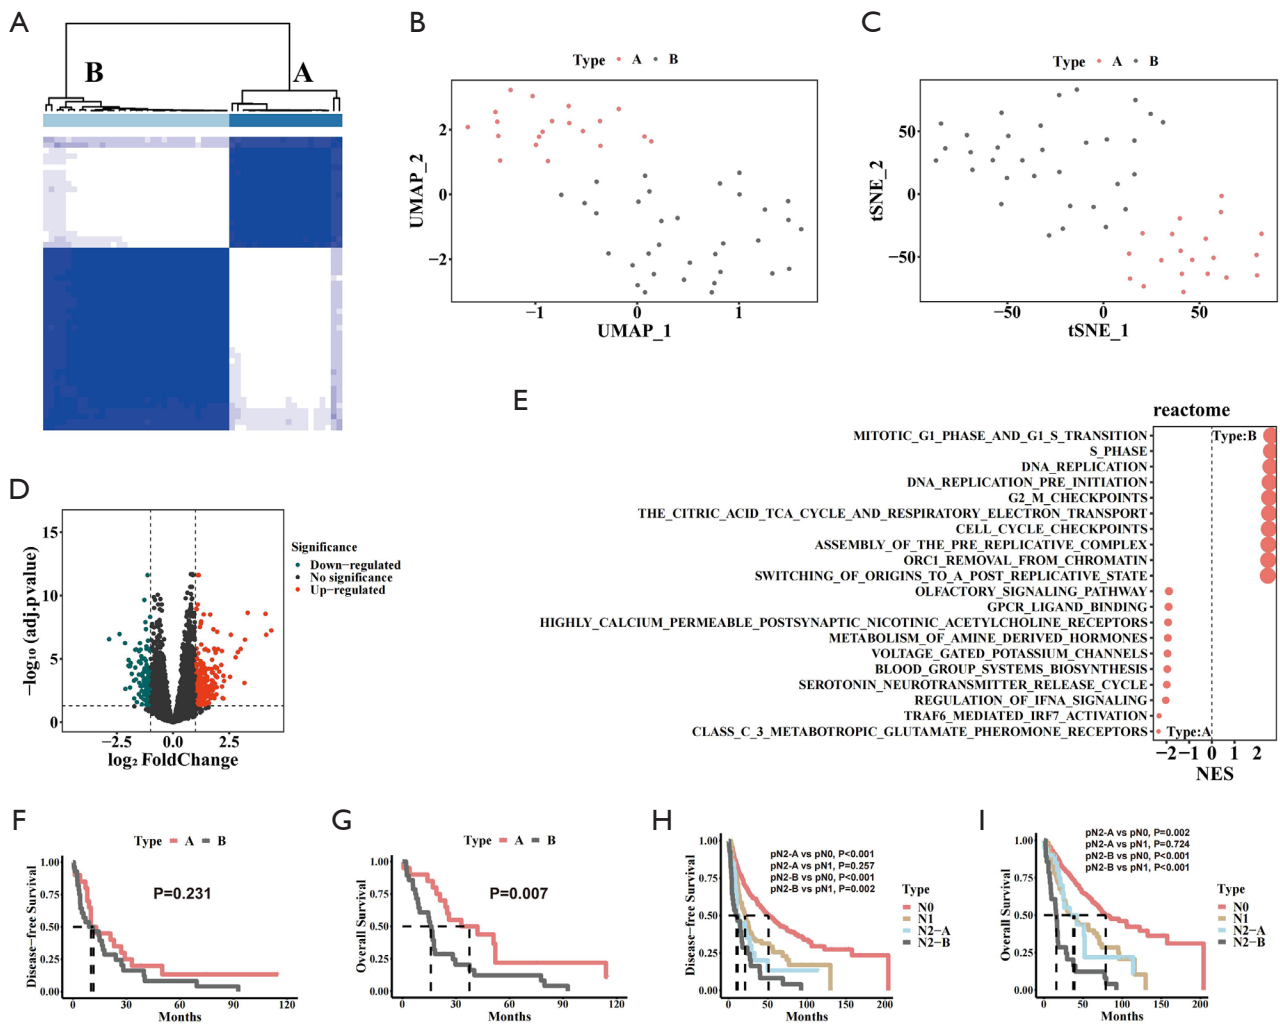 A
B
A
B
Type A B
UMAP_2
2
0
−2
−1
0
1
UMAP_1
C
Type A B
tSNE_2
50
0
−50
−50
0
50
tSNE_1
D
−log₁₀ (adj.pvalue)
15
10
5
0
−2.5
0.0
2.5
log₂ FoldChange
Significance
Down−regulated
No significance
Up−regulated
E
reactome
MITOTIC_G1_PHASE_AND_G1_S_TRANSITION
S_PHASE
DNA_REPLICATION
DNA_REPLICATION_PRE_INITIATION
G2_M_CHECKPOINTS
THE_CITRIC_ACID_TCA_CYCLE_AND_RESPIRATORY_ELECTRON_TRANSPORT
CELL_CYCLE_CHECKPOINTS
ASSEMBLY_OF_THE_PRE_REPLICATIVE_COMPLEX
ORC1_REMOVAL_FROM_CHROMATIN
SWITCHING_OF_ORIGINS_TO_A_POST_REPLICATIVE_STATE
OLFACTORY_SIGNALING_PATHWAY
GPCR_LIGAND_BINDING
HIGHLY_CALCIUM_PERMEABLE_POSTSYNAPTIC_NICOTINIC_ACETYLCHOLINE_RECEPTORS
METABOLISM_OF_AMINE_DERIVED_HORMONES
VOLTAGE_GATED_POTASSIUM_CHANNELS
BLOOD_GROUP_SYSTEMS_BIOSYNTHESIS
SEROTONIN_NEUROTRANSMITTER_RELEASE_CYCLE
REGULATION_OF_IFNA_SIGNALING
TRAF6_MEDIATED_IRF7_ACTIVATION
CLASS_C_3_METABOTROPIC_GLUTAMATE_PHEROMONE_RECEPTORS
Type:B
Type:A
−2 −1 0 1 2
NES
F
Type A B
Disease−free Survival
1.00
0.75
0.50
0.25
0.00
P=0.231
0 30 60 90 120
Months
G
Type A B
Overall Survival
1.00
0.75
0.50
0.25
0.00
P=0.007
0 30 60 90 120
Months
H
Disease−free Survival
1.00
0.75
0.50
0.25
0.00
pN2-A vs pN0, P<0.001
pN2-A vs pN1, P=0.257
pN2-B vs pN0, P<0.001
pN2-B vs pN1, P=0.002
0 50 100 150 200
Months
Type
N0
N1
N2−A
N2−B
I
Overall Survival
1.00
0.75
0.50
0.25
0.00
pN2-A vs pN0, P=0.002
pN2-A vs pN1, P=0.724
pN2-B vs pN0, P<0.001
pN2-B vs pN1, P<0.001
0 50 100 150 200
Months
Type
N0
N1
N2−A
N2−B